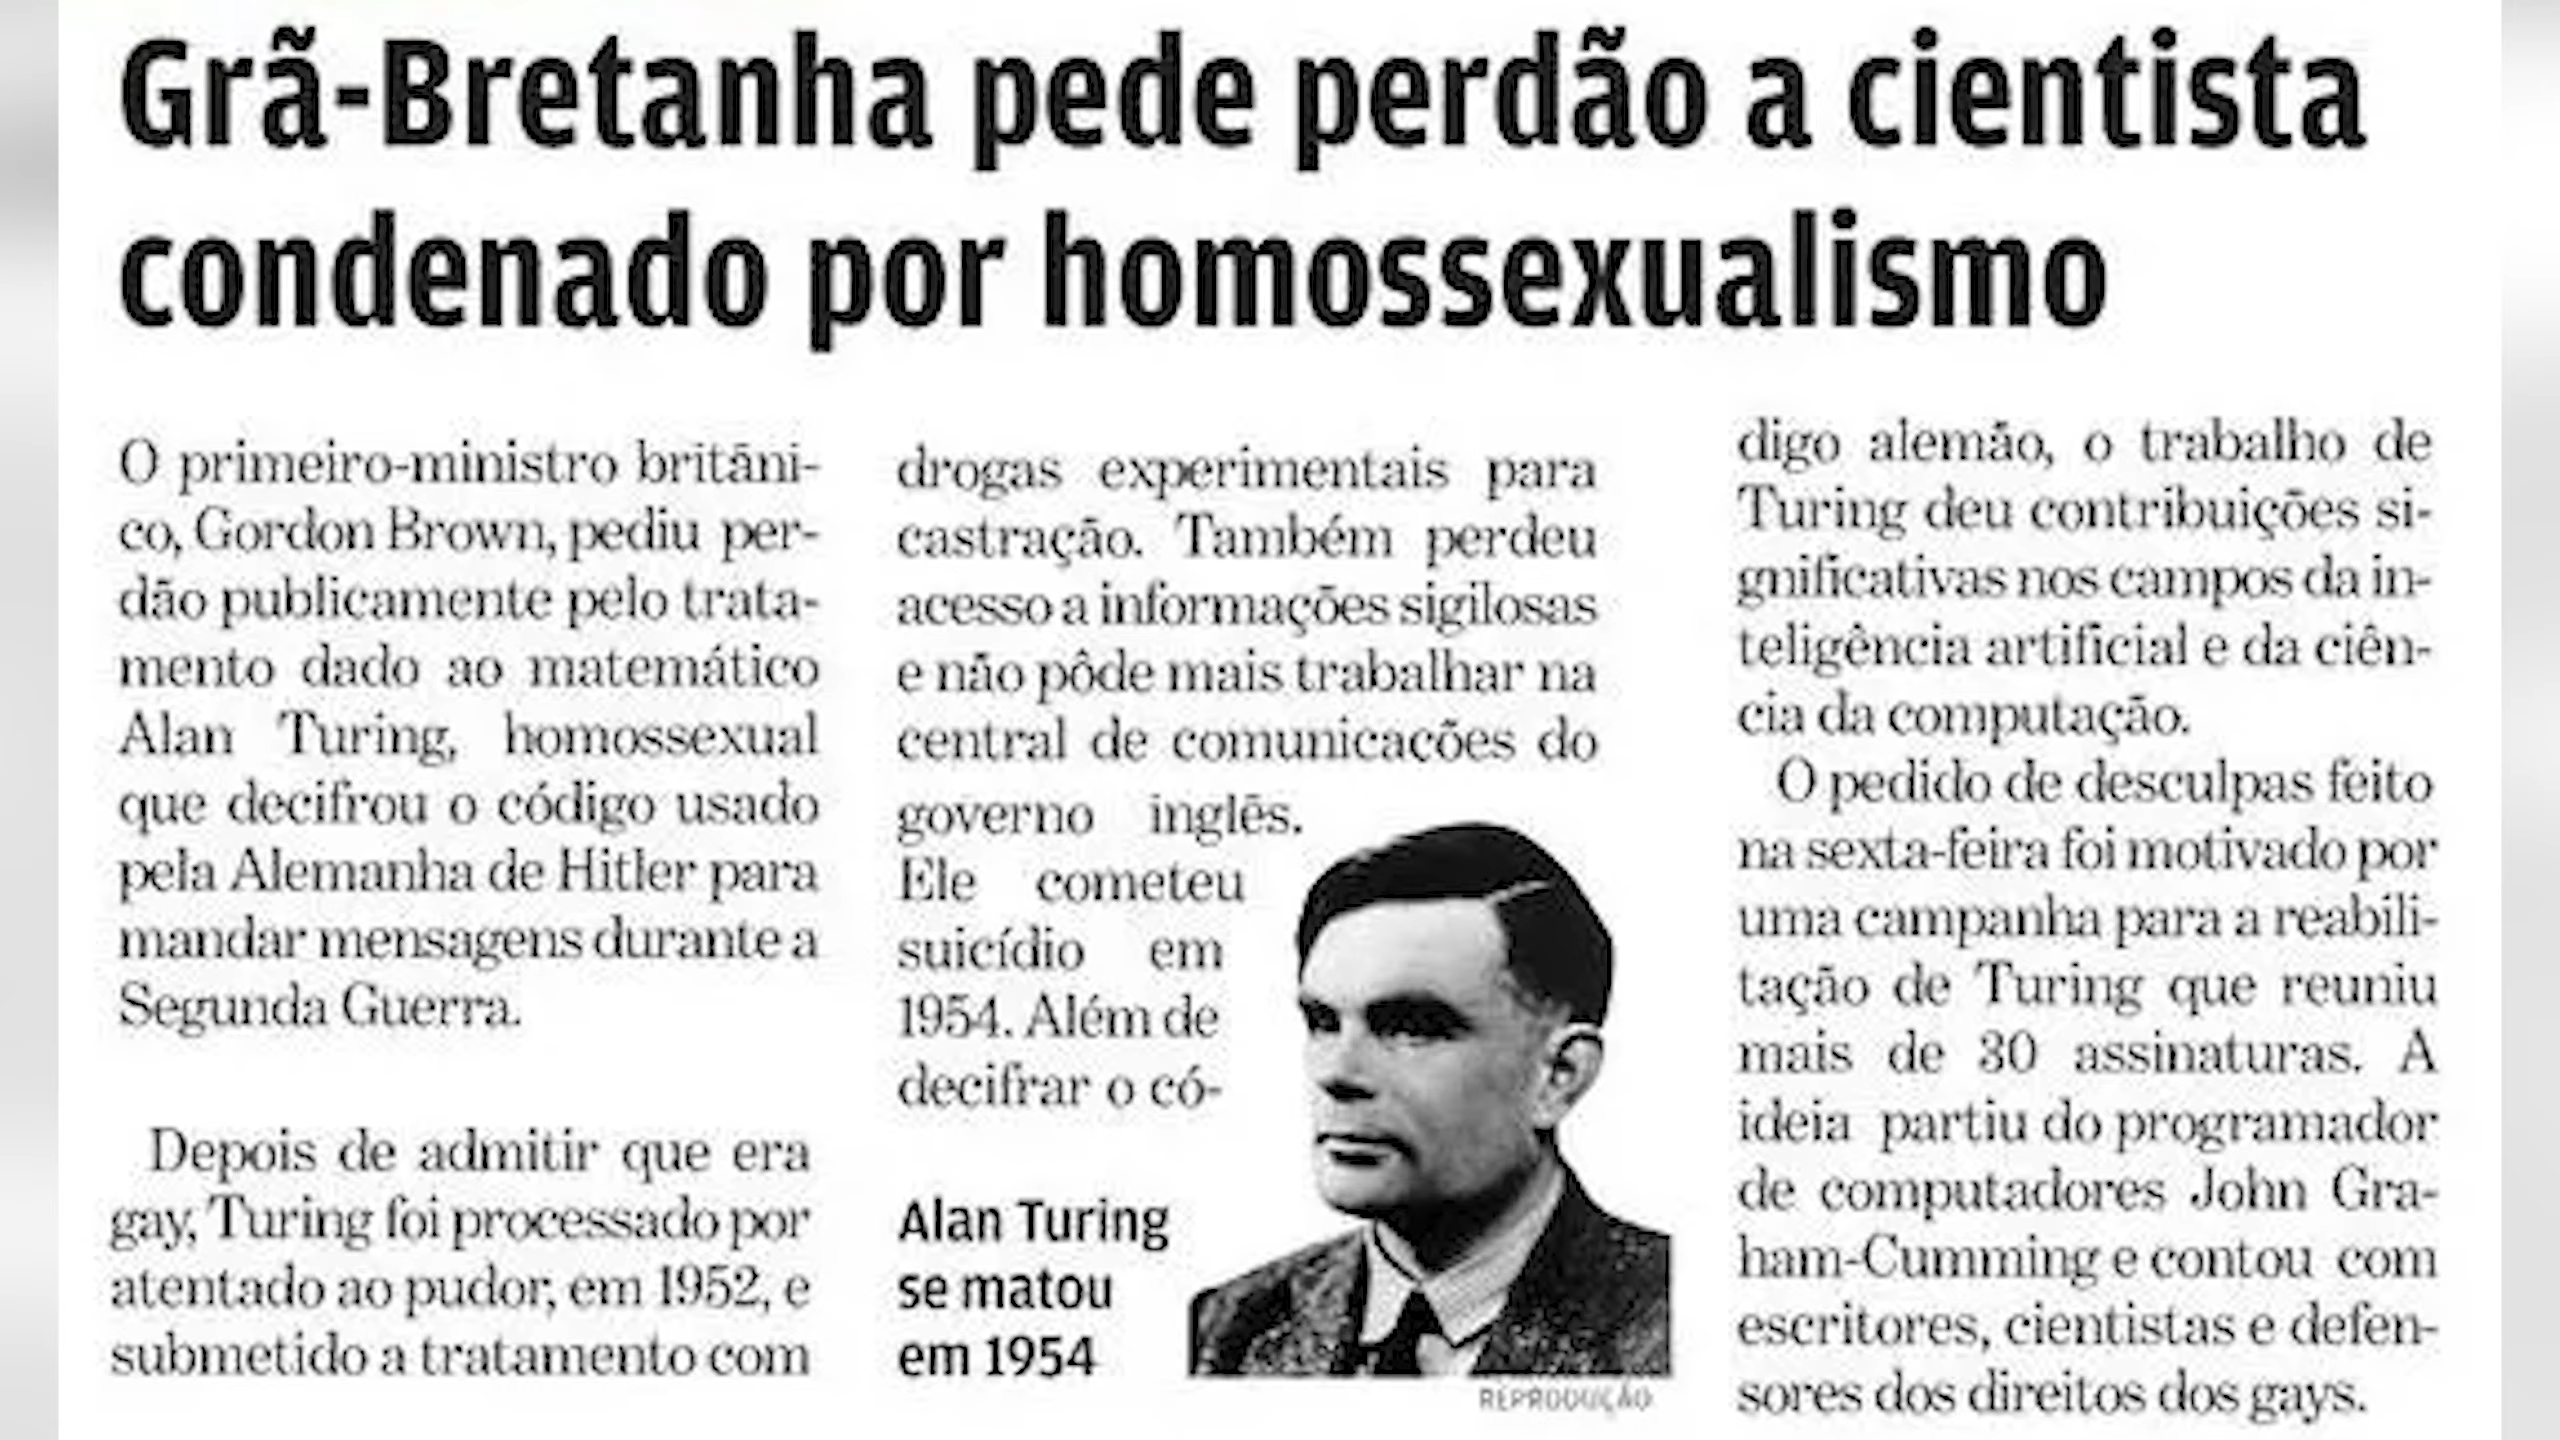 Grã-Bretanha pede perdão a cientista
condenado por homossexualismo
O primeiro-ministro britâni-
co, Gordon Brown, pediu per-
dão publicamente pelo trata-
mento dado ao matemático
Alan Turing, homossexual
que decifrou o código usado
pela Alemanha de Hitler para
mandar mensagens durante a
Segunda Guerra.
Depois de admitir que era
gay, Turing foi processado por
atentado ao pudor, em 1952, e
submetido a tratamento com
drogas experimentais para
castração. Também perdeu
acesso a informações sigilosas
e não pôde mais trabalhar na
central de comunicações do
governo inglês.
Ele cometeu
suicídio em
1954. Além de
decifrar o có-
Alan Turing
se matou
em 1954
REPRODUÇÃO
digo alemão, o trabalho de
Turing deu contribuições si-
gnificativas nos campos da in-
teligência artificial e da ciên-
cia da computação.
O pedido de desculpas feito
na sexta-feira foi motivado por
uma campanha para a reabili-
tação de Turing que reuniu
mais de 30 assinaturas. A
ideia partiu do programador
de computadores John Gra-
ham-Cumming e contou com
escritores, cientistas e defen-
sores dos direitos dos gays.